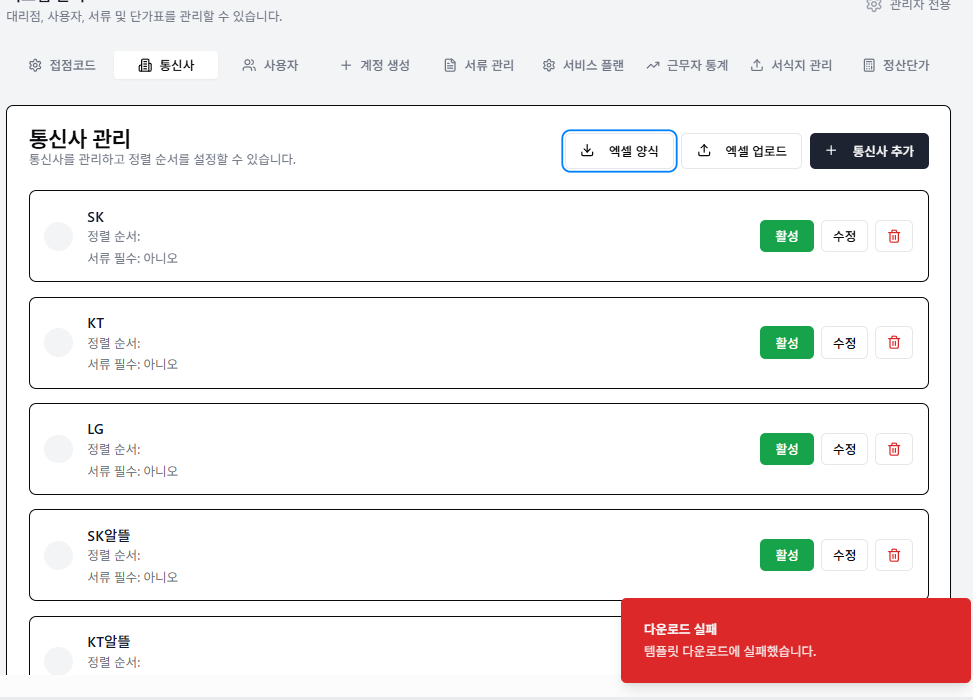 대리점, 사용자, 서류 및 단가표를 관리할 수 있습니다.
관리자 전용
접점코드
통신사
사용자
계정 생성
서류 관리
서비스 플랜
근무자 통계
서식지 관리
정산단가
통신사 관리
통신사를 관리하고 정렬 순서를 설정할 수 있습니다.
엑셀 양식
엑셀 업로드
통신사 추가
SK
정렬 순서:
서류 필수: 아니오
활성
수정
KT
정렬 순서:
서류 필수: 아니오
활성
수정
LG
정렬 순서:
서류 필수: 아니오
활성
수정
SK알뜰
정렬 순서:
서류 필수: 아니오
활성
수정
KT알뜰
정렬 순서:
다운로드 실패
템플릿 다운로드에 실패했습니다.